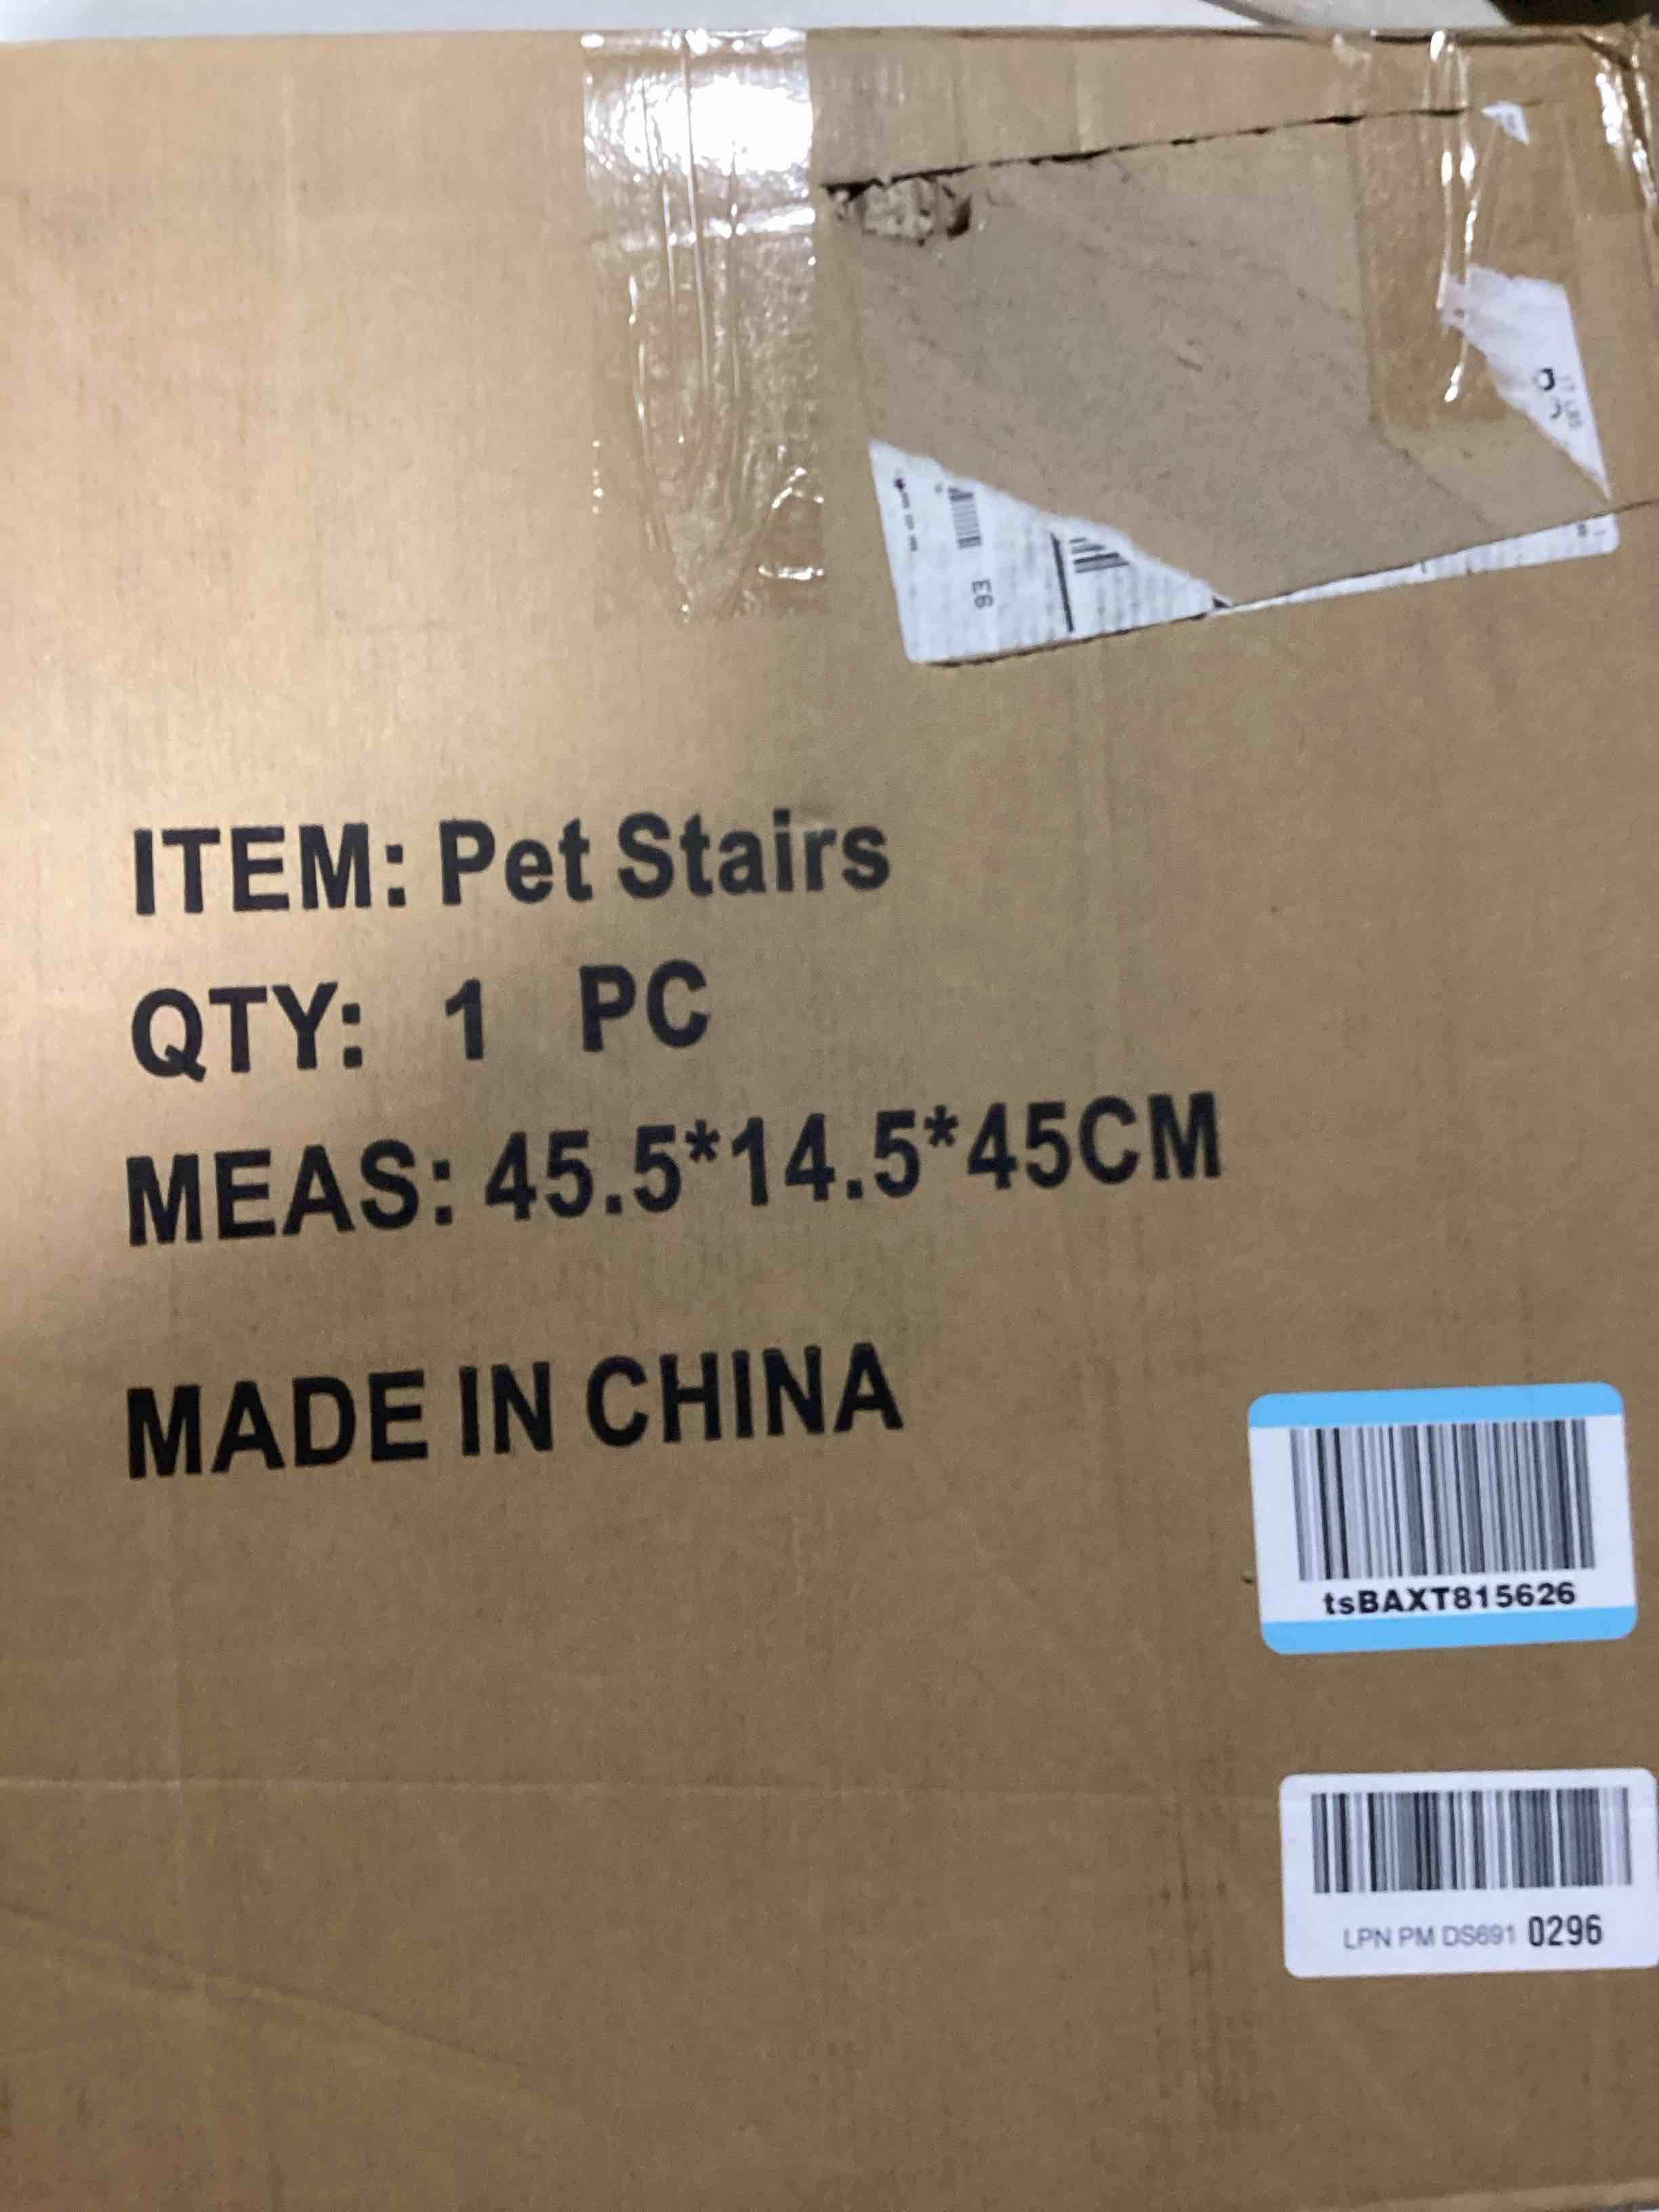 E6
ITEM: Pet Stairs
QTY: 1 PC
MEAS: 45.5*14.5*45CM
MADE IN CHINA
tsBAXT815626
LPN PM DS691 0296